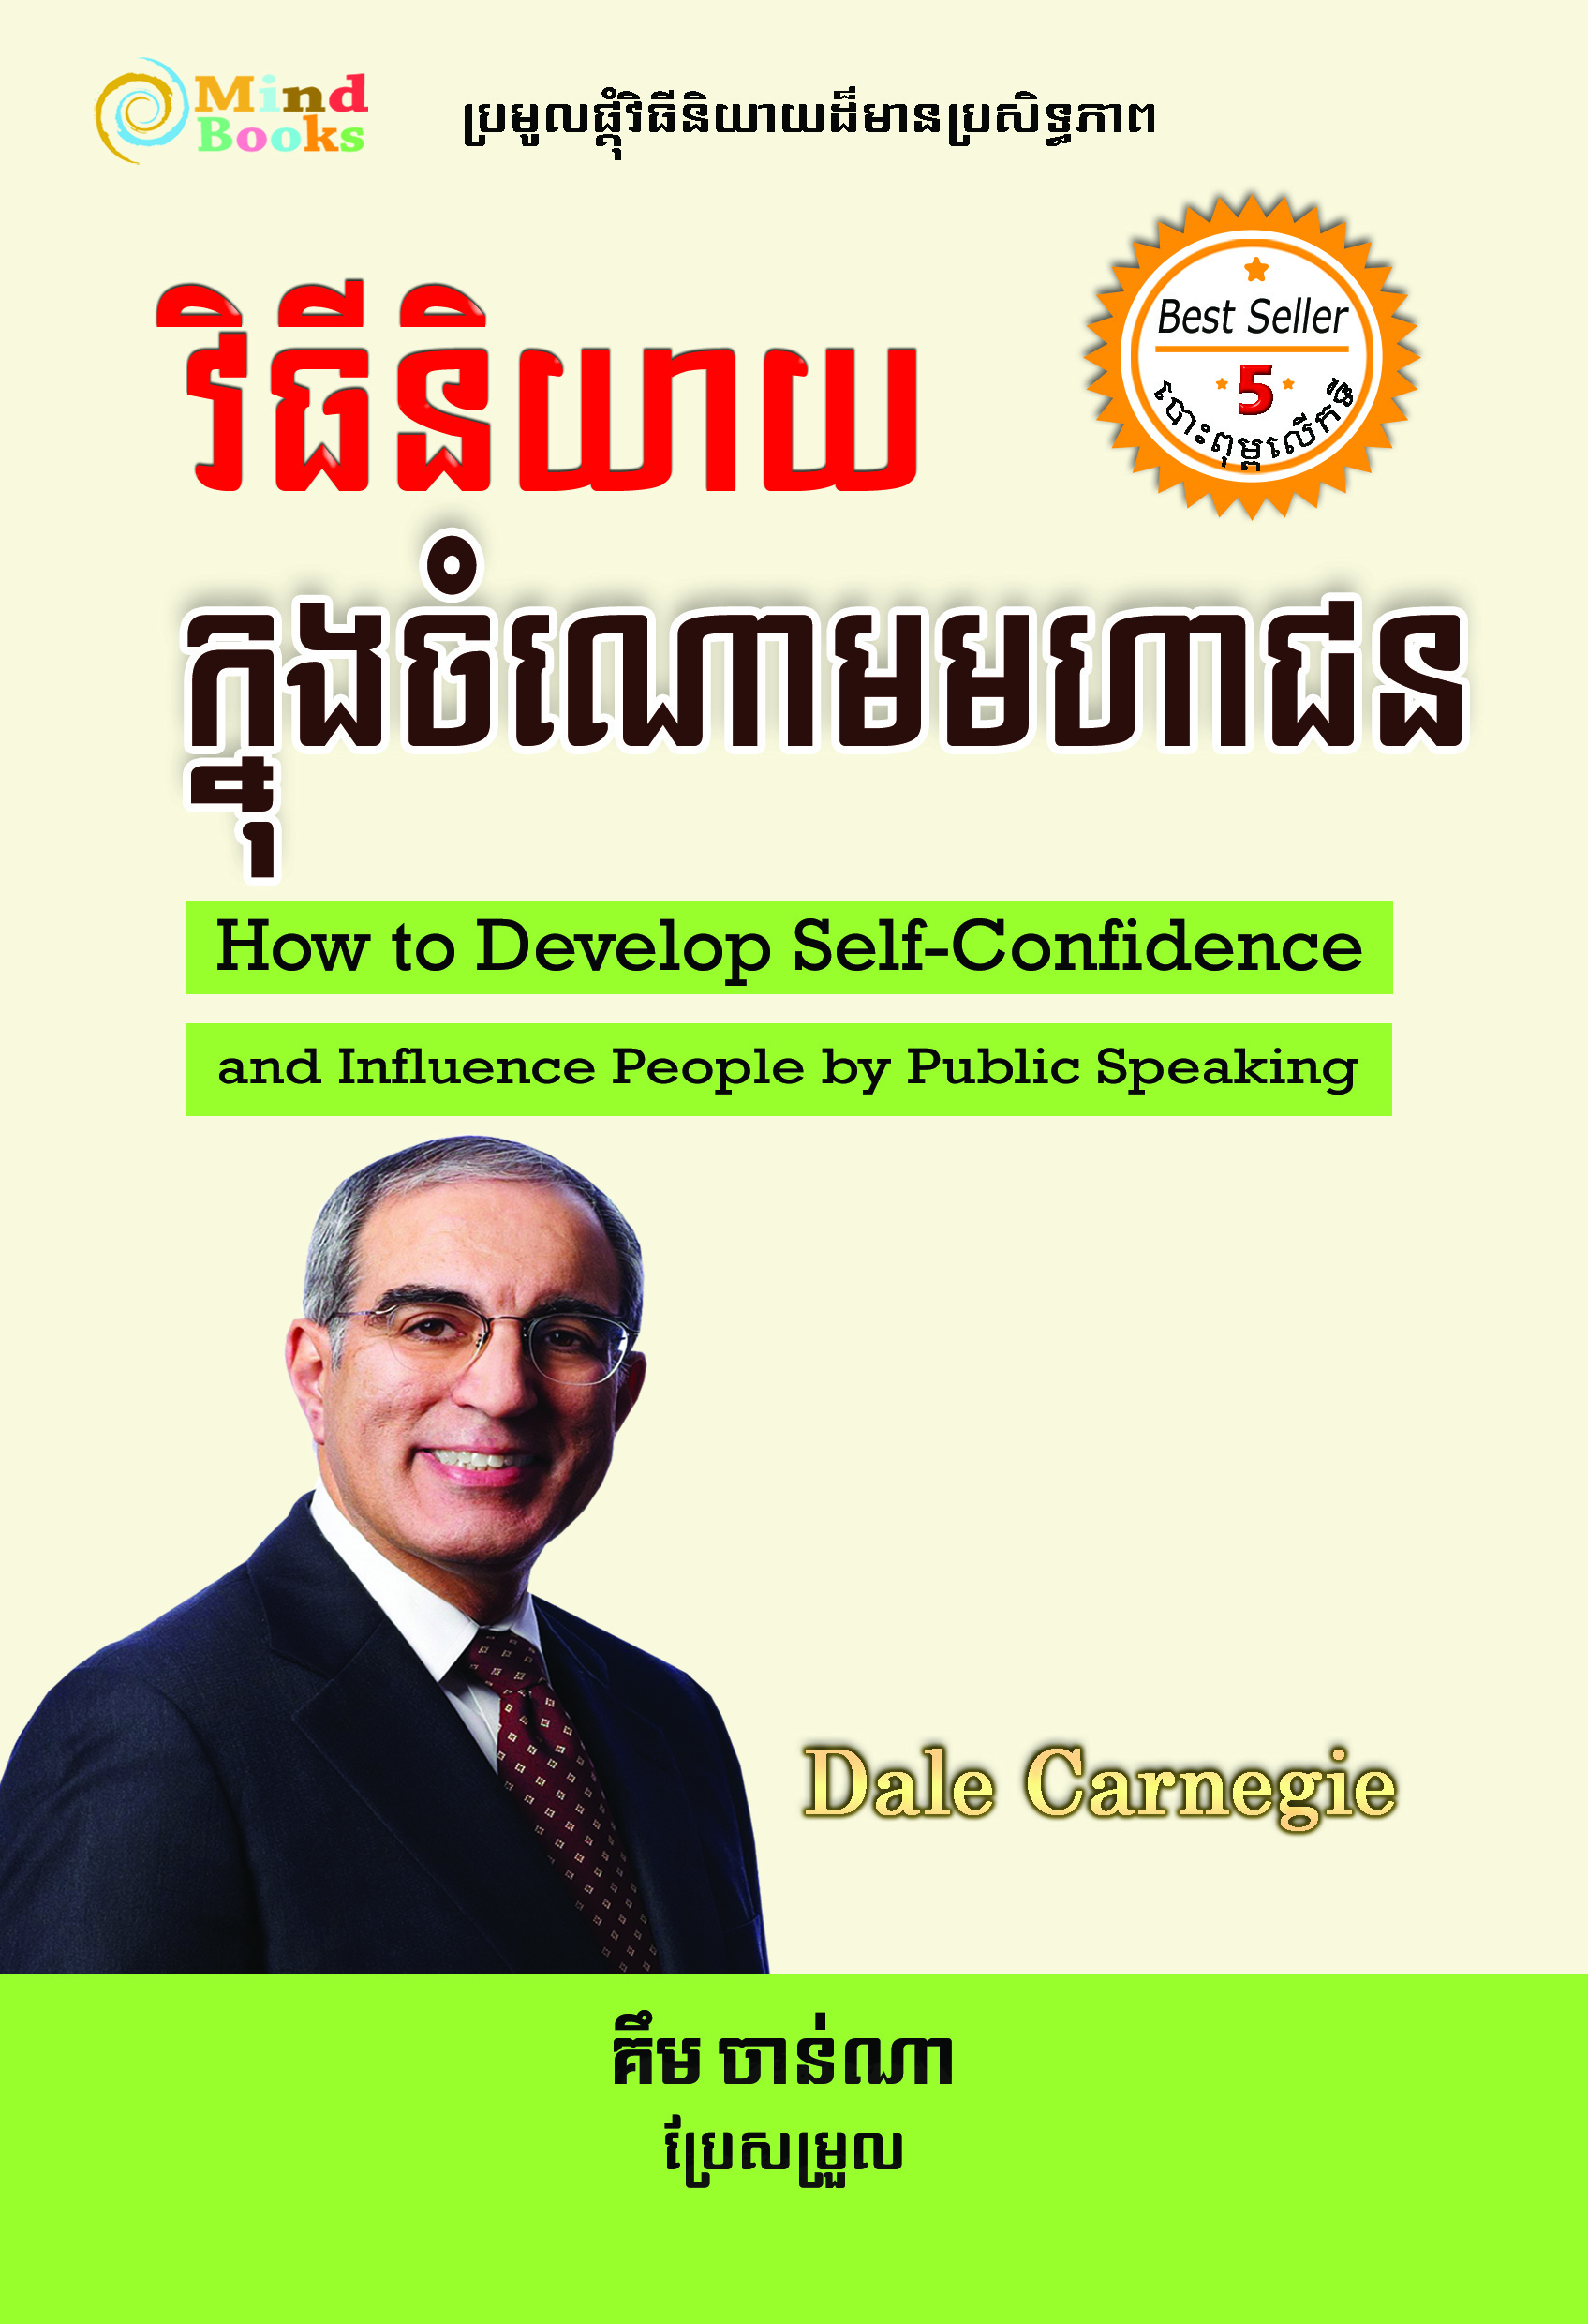 Mind
Books
ប្រមូលផ្តុំវិធីនិយាយដ៏មានប្រសិទ្ធភាព
វិធីនិយាយ
Best Seller
5
បោះពុម្ពលើកទី
ក្នុងចំណោមមហាជន
How to Develop Self-Confidence
and Influence People by Public Speaking
Dale Carnegie
គឹម ចាន់ណា
ប្រែសម្រួល